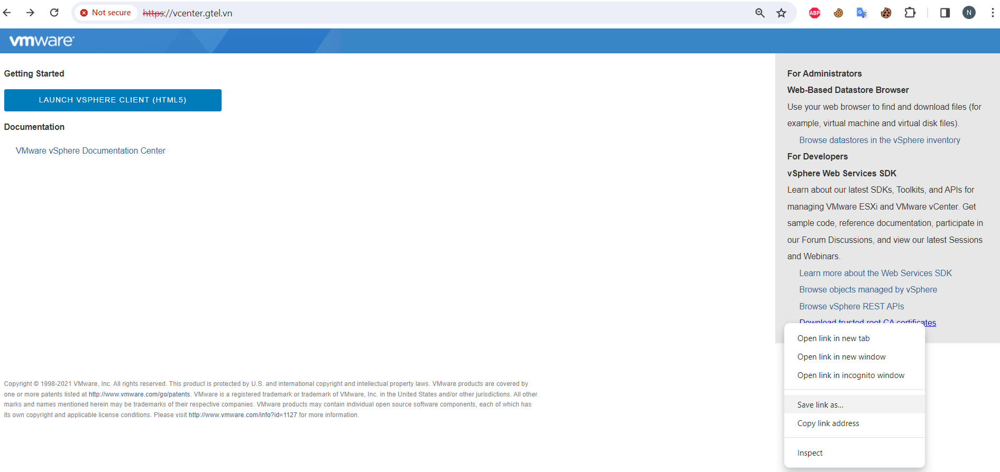 Not secure
https://vcenter.gtel.vn
ABP
G
N
vmware
Getting Started
LAUNCH VSPHERE CLIENT (HTML5)
Documentation
VMware vSphere Documentation Center
For Administrators
Web-Based Datastore Browser
Use your web browser to find and download files (for
example, virtual machine and virtual disk files).
Browse datastores in the vSphere inventory
For Developers
vSphere Web Services SDK
Learn about our latest SDKs, Toolkits, and APIs for
managing VMware ESXi and VMware vCenter. Get
sample code, reference documentation, participate in
our Forum Discussions, and view our latest Sessions
and Webinars.
Learn more about the Web Services SDK
Browse objects managed by vSphere
Browse vSphere REST APIs
Download trusted root CA certificates
Open link in new tab
Open link in new window
Open link in incognito window
Save link as...
Copy link address
Inspect
Copyright © 1998-2021 VMware, Inc. All rights reserved. This product is protected by U.S. and international copyright and intellectual property laws. VMware products are covered by
one or more patents listed at http://www.vmware.com/go/patents. VMware is a registered trademark or trademark of VMware, Inc. in the United States and/or other jurisdictions. All other
marks and names mentioned herein may be trademarks of their respective companies. VMware products may contain individual open source software components, each of which has
its own copyright and applicable license conditions. Please visit http://www.vmware.com/info?id=1127 for more information.